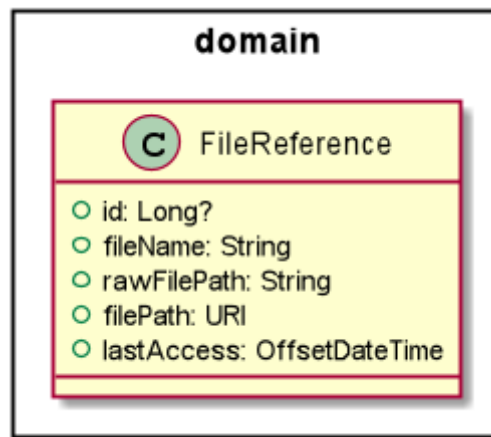 domain
C FileReference
id: Long?
fileName: String
rawFilePath: String
filePath: URI
lastAccess: OffsetDateTime